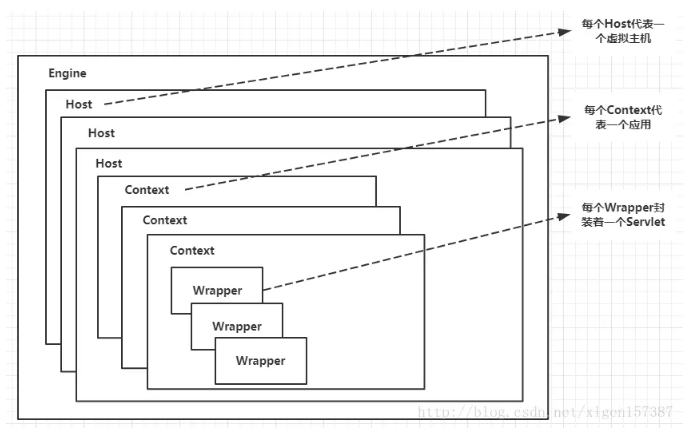 每个Host代表一
个虚拟主机
Engine
Host
每个Context代
表一个应用
Host
Host
Context
每个Wrapper封
装着一个Servlet
Context
Context
Wrapper
Wrapper
Wrapper
http://blog.csdn.net/xlgen157387